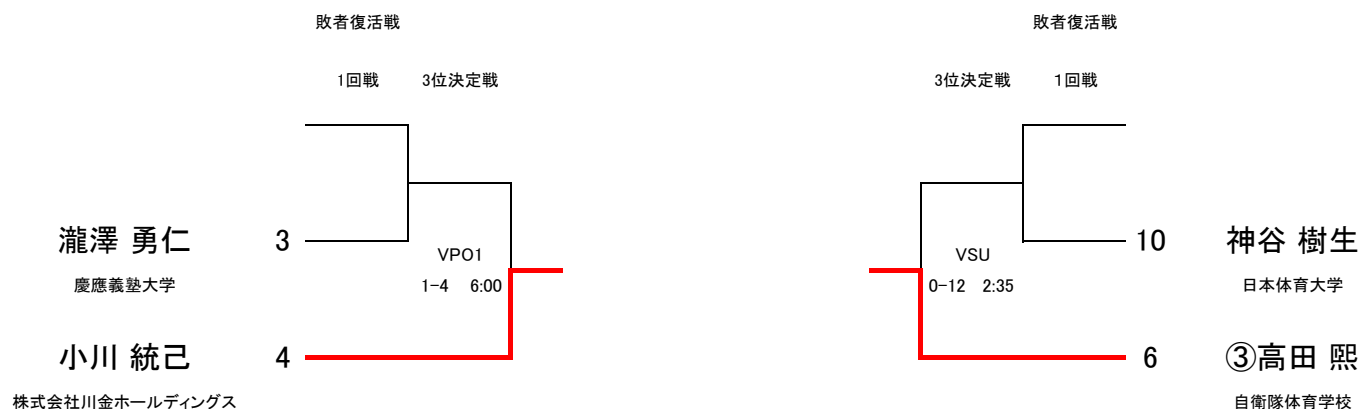 敗者復活戦 敗者復活戦
1回戦 3位決定戦 3位決定戦 1回戦
瀧澤 勇仁 3 10 神谷 樹生
VPO1 VSU
慶應義塾大学 1-4 6:00 0-12 2:35 日本体育大学
小川 統己 4 6 ③高田 熙
株式会社川金ホールディングス 自衛隊体育学校